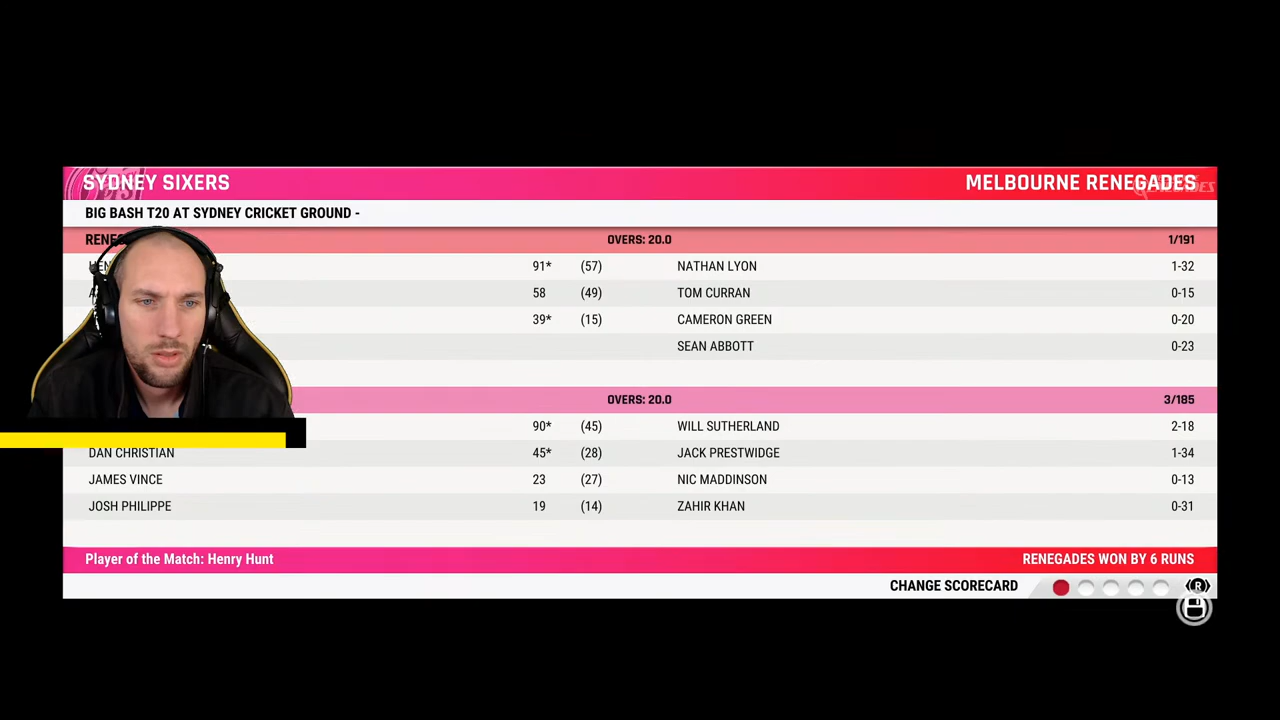 SYDNEY SIXERS MELBOURNE RENEGADES
BIG BASH T20 AT SYDNEY CRICKET GROUND -
OVERS: 20.0 1/191
91* (57) NATHAN LYON 1-32
58 (49) TOM CURRAN 0-15
39* (15) CAMERON GREEN 0-20
SEAN ABBOTT 0-23
OVERS: 20.0 3/185
90* (45) WILL SUTHERLAND 2-18
DAN CHRISTIAN 45* (28) JACK PRESTWIDGE 1-34
JAMES VINCE 23 (27) NIC MADDINSON 0-13
JOSH PHILIPPE 19 (14) ZAHIR KHAN 0-31
Player of the Match: Henry Hunt RENEGADES WON BY 6 RUNS
CHANGE SCORECARD R